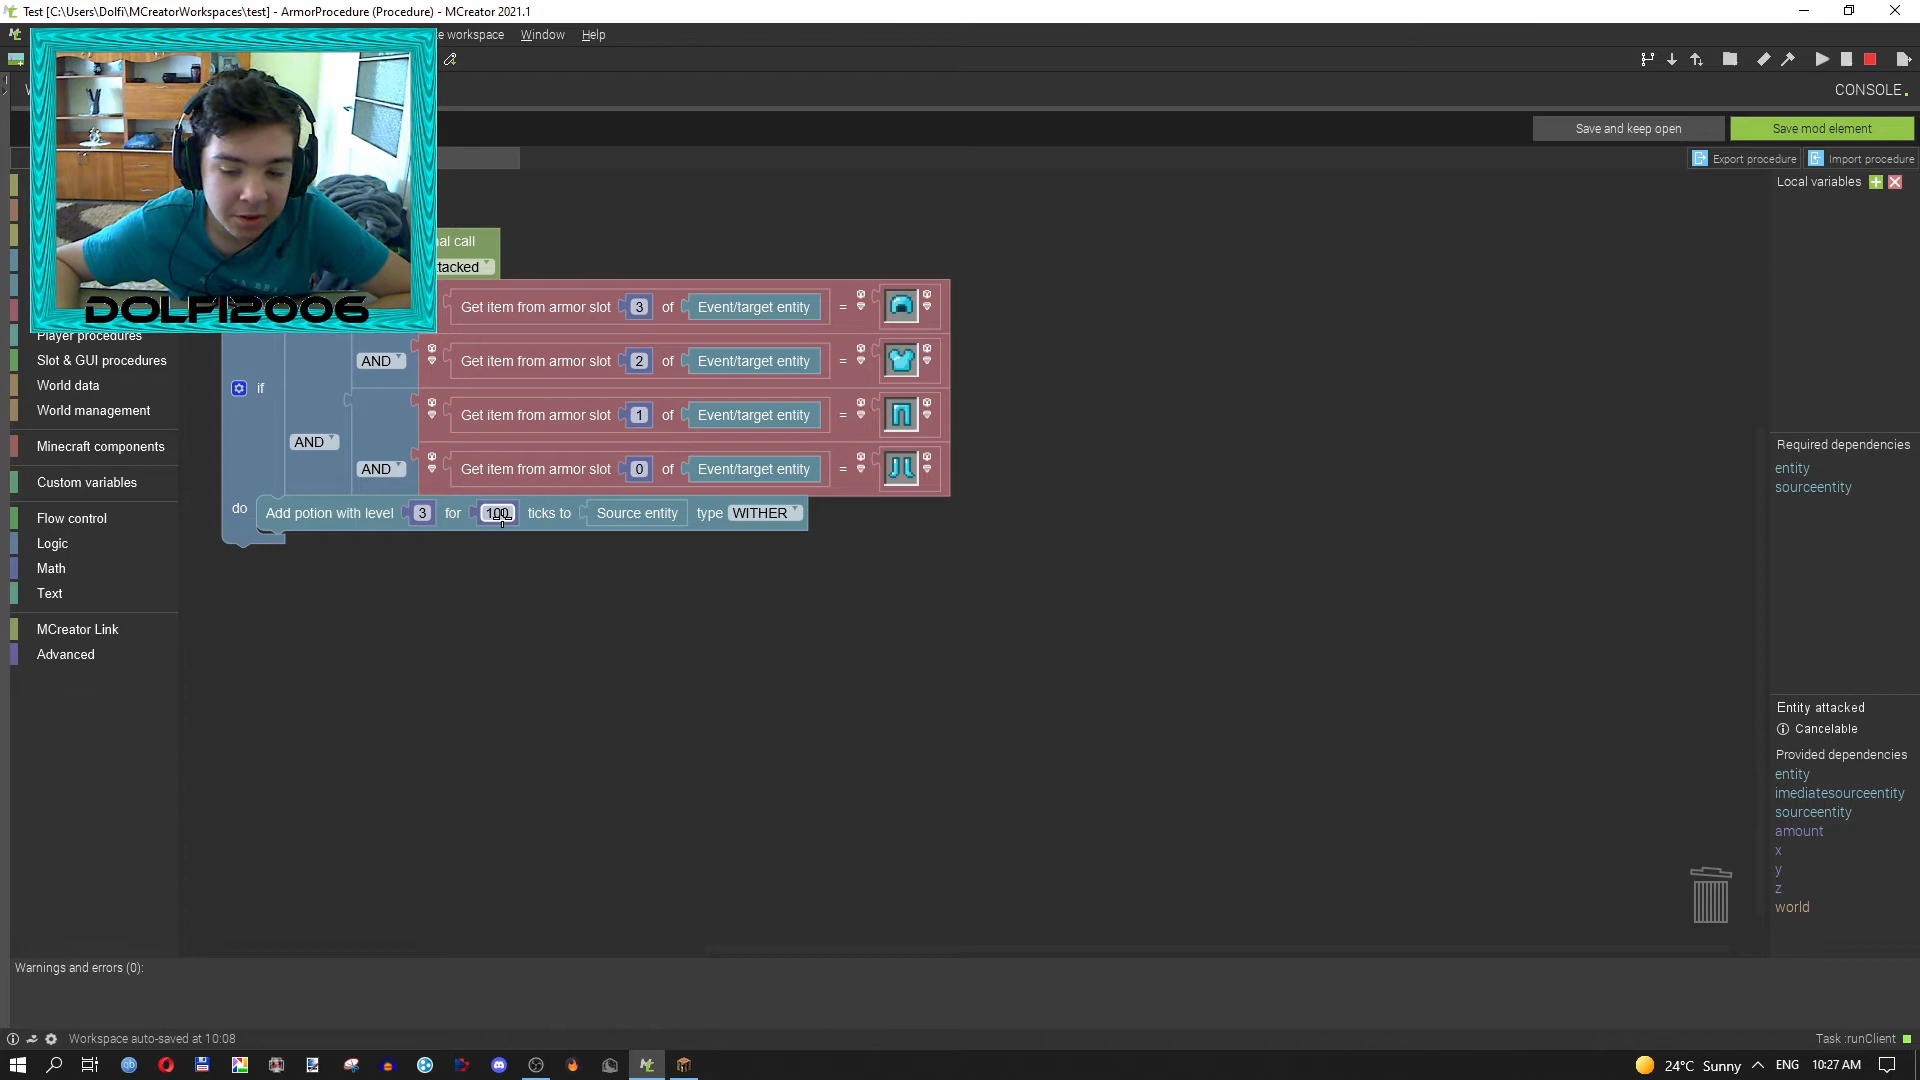 Test [C:\Users\Dolfi\MCreatorWorkspaces\test] - ArmorProcedure (Procedure) - MCreator 2021.1
workspace Window Help
CONSOLE
Save and keep open Save mod element
Export procedure Import procedure
Local variables
DOLFI2006
al call
tacked
Get item from armor slot 3 of Event/target entity =
AND Get item from armor slot 2 of Event/target entity =
if
Get item from armor slot 1 of Event/target entity =
AND
AND Get item from armor slot 0 of Event/target entity =
do Add potion with level 3 for 100 ticks to Source entity type WITHER
Player procedures
Slot & GUI procedures
World data
World management
Minecraft components
Custom variables
Flow control
Logic
Math
Text
MCreator Link
Advanced
Required dependencies
entity
sourceentity
Entity attacked
Cancelable
Provided dependencies
entity
imediatesourceentity
sourceentity
amount
x
y
z
world
Warnings and errors (0):
Workspace auto-saved at 10:08 Task :runClient
24°C Sunny ENG 10:27 AM